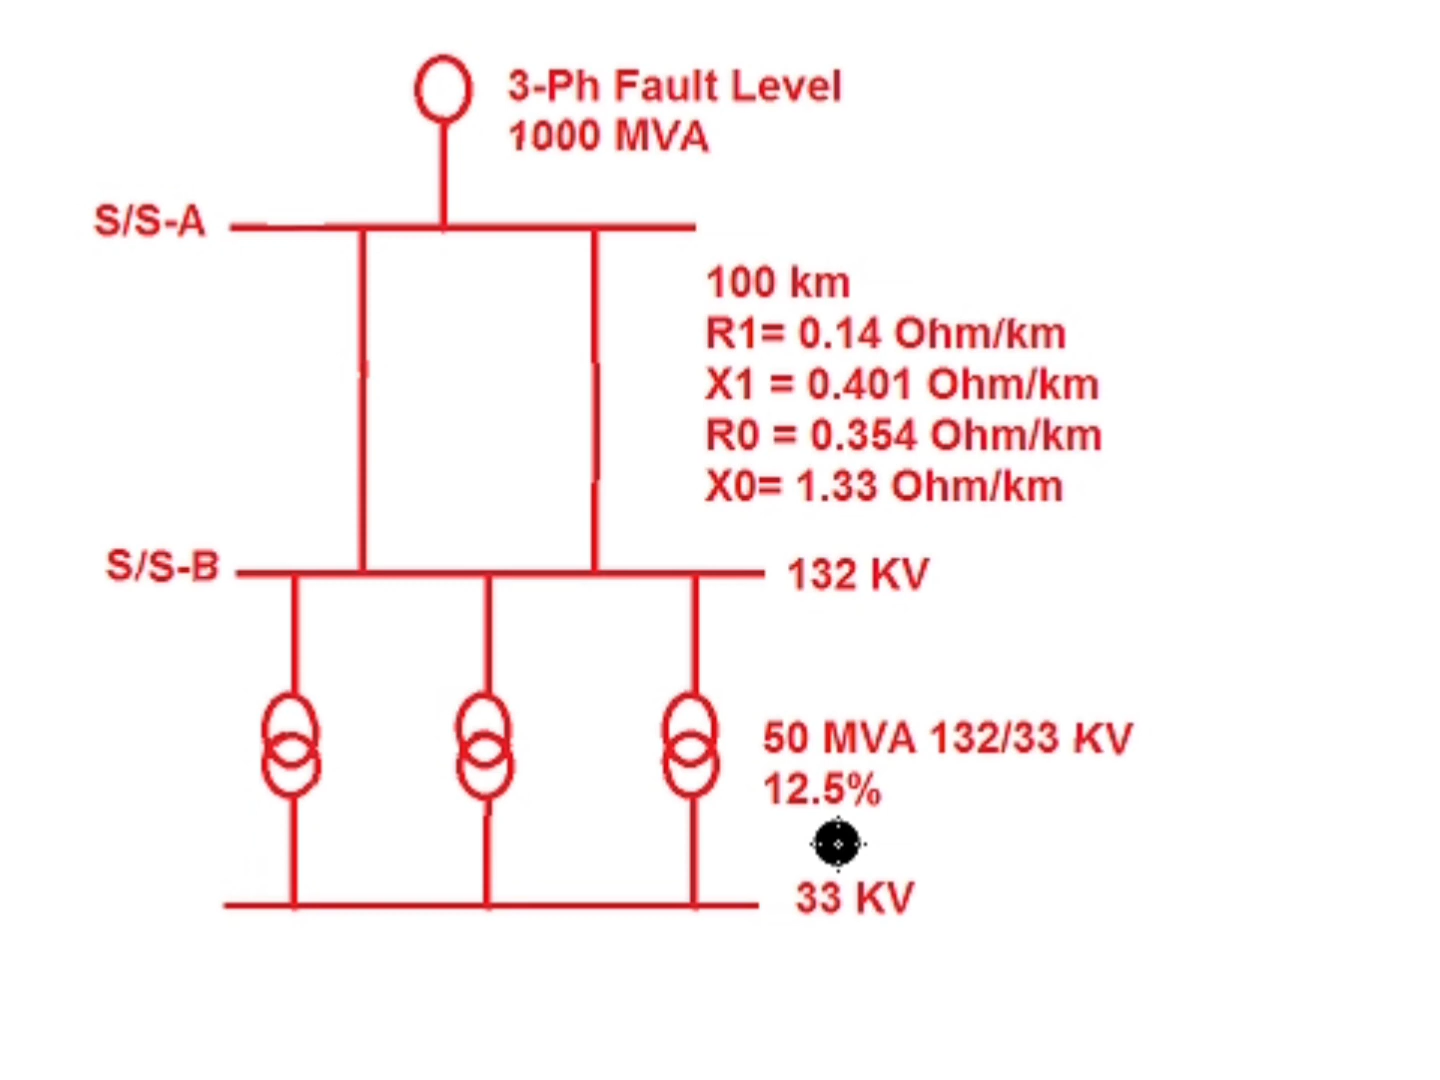 3-Ph Fault Level
1000 MVA
S/S-A
100 km
R1= 0.14 Ohm/km
X1 = 0.401 Ohm/km
R0 = 0.354 Ohm/km
X0= 1.33 Ohm/km
S/S-B
132 KV
50 MVA 132/33 KV
12.5%
33 KV